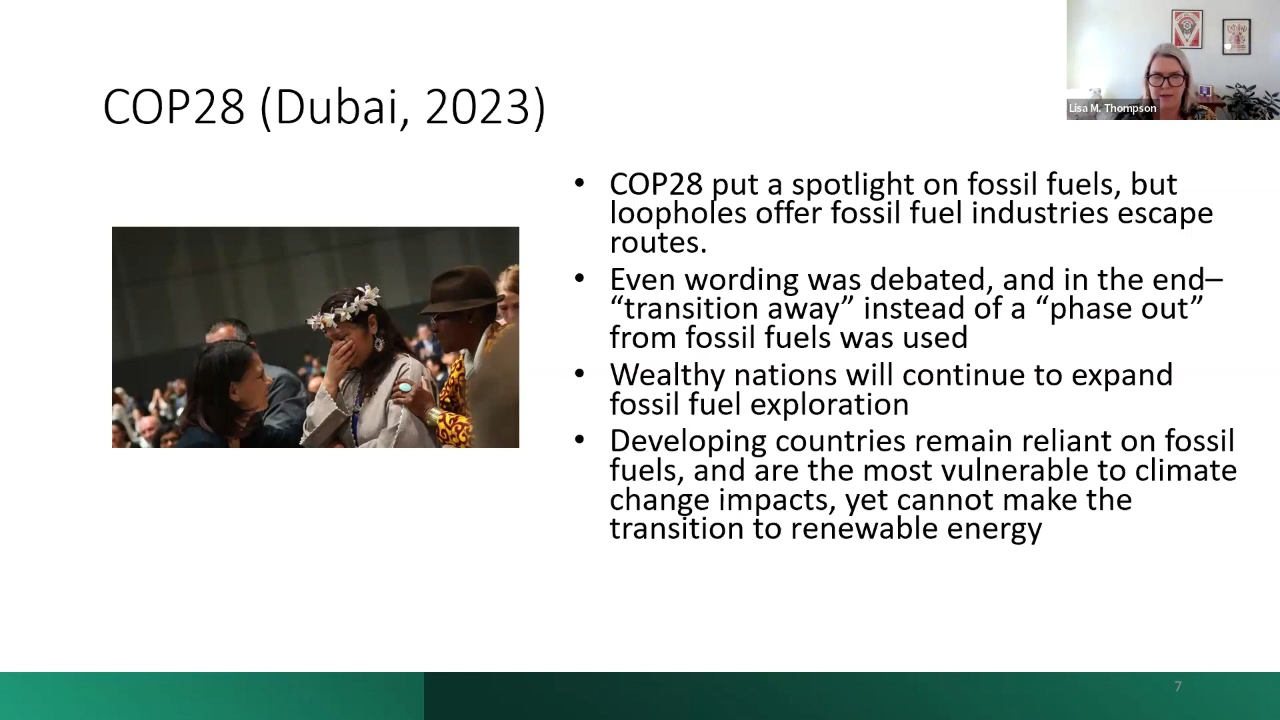 COP28 (Dubai, 2023)
Lisa M. Thompson
• COP28 put a spotlight on fossil fuels, but
loopholes offer fossil fuel industries escape
routes.
• Even wording was debated, and in the end–
“transition away” instead of a “phase out”
from fossil fuels was used
• Wealthy nations will continue to expand
fossil fuel exploration
• Developing countries remain reliant on fossil
fuels, and are the most vulnerable to climate
change impacts, yet cannot make the
transition to renewable energy
7